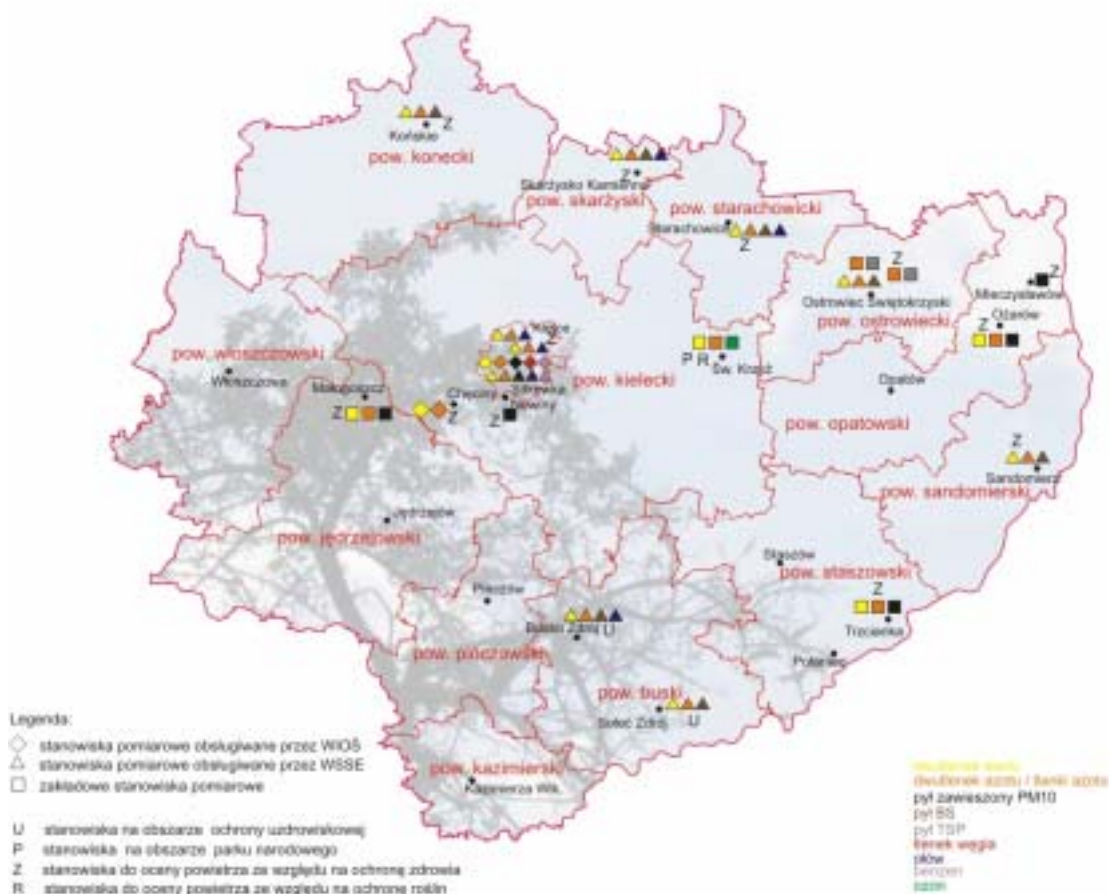 Z
Końskie
pow. konecki
Z
Skarżysko Kamienna
pow. skarżyski
pow. starachowicki
Starachowice
Z
Z
Ostrowiec Świętokrzyski
pow. ostrowiecki
Z
Mieczysławów
Ożarów
Z
Kielce
Z
pow. włoszczowski
Włoszczowa
pow. kielecki
P R
Św. Krzyż
Opatów
pow. opatowski
Małogoszcz
Z
Chęciny
Z
Nowiny
Z
Z
Sandomierz
pow. sandomierski
Jędrzejów
pow. jędrzejowski
Staszów
pow. staszowski
Z
Trzcianka
Połaniec
Pińczów
Busko Zdrój U
pow. pińczowski
pow. buski
Solec Zdrój
U
pow. kazimierski
Kazimierza Wlk.
Legenda:
stanowiska pomiarowe obsługiwane przez WIOŚ
stanowiska pomiarowe obsługiwane przez WSSE
zakładowe stanowiska pomiarowe
U stanowiska na obszarze ochrony uzdrowiskowej
P stanowiska na obszarze parku narodowego
Z stanowiska do oceny powietrza ze względu na ochronę zdrowia
R stanowiska do oceny powietrza ze względu na ochronę roślin
dwutlenek azotu / tlenki azotu
pył zawieszony PM10
pył BS
pył TSP
tlenek węgla
ołów
benzen
ozon